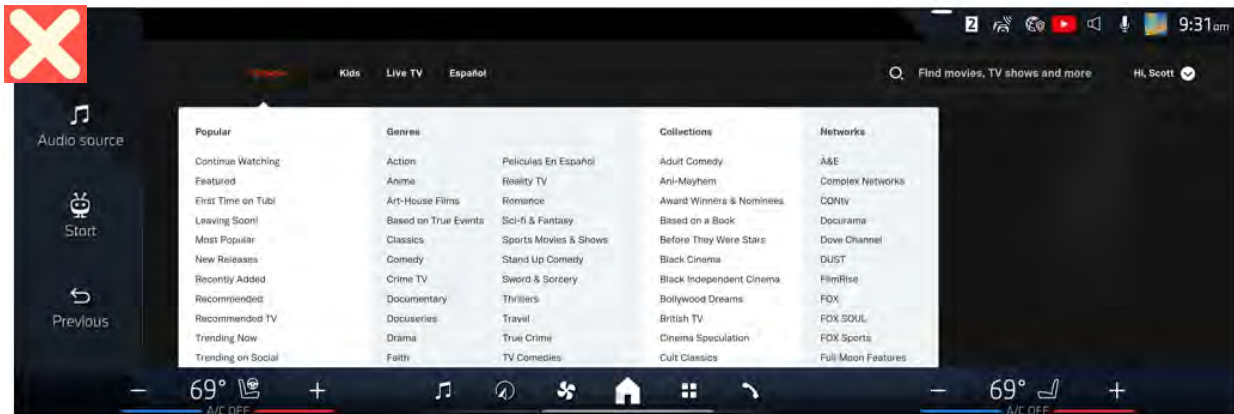 2
9:31am
Kids Live TV Español
Find movies, TV shows and more
Hi, Scott
Audio source
Start
Previous
Popular
Continue Watching
Featured
First Time on Tubi
Leaving Soon!
Most Popular
New Releases
Recently Added
Recommended
Recommended TV
Trending Now
Trending on Social
Genres
Action
Anime
Art-House Films
Based on True Events
Classics
Comedy
Crime TV
Documentary
Docuseries
Drama
Faith
Peliculas En Español
Reality TV
Romance
Sci-fi & Fantasy
Sports Movies & Shows
Stand Up Comedy
Sword & Sorcery
Thrillers
Travel
True Crime
TV Comedies
Collections
Adult Comedy
Ani-Mayhem
Award Winners & Nominees
Based on a Book
Before They Were Stars
Black Cinema
Black Independent Cinema
Bollywood Dreams
British TV
Cinema Speculation
Cult Classics
Networks
A&E
Complex Networks
CONtv
Docurama
Dove Channel
DUST
FilmRise
FOX
FOX SOUL
FOX Sports
Full Moon Features
− 69° +
A/C OFF
− 69° +
A/C OFF